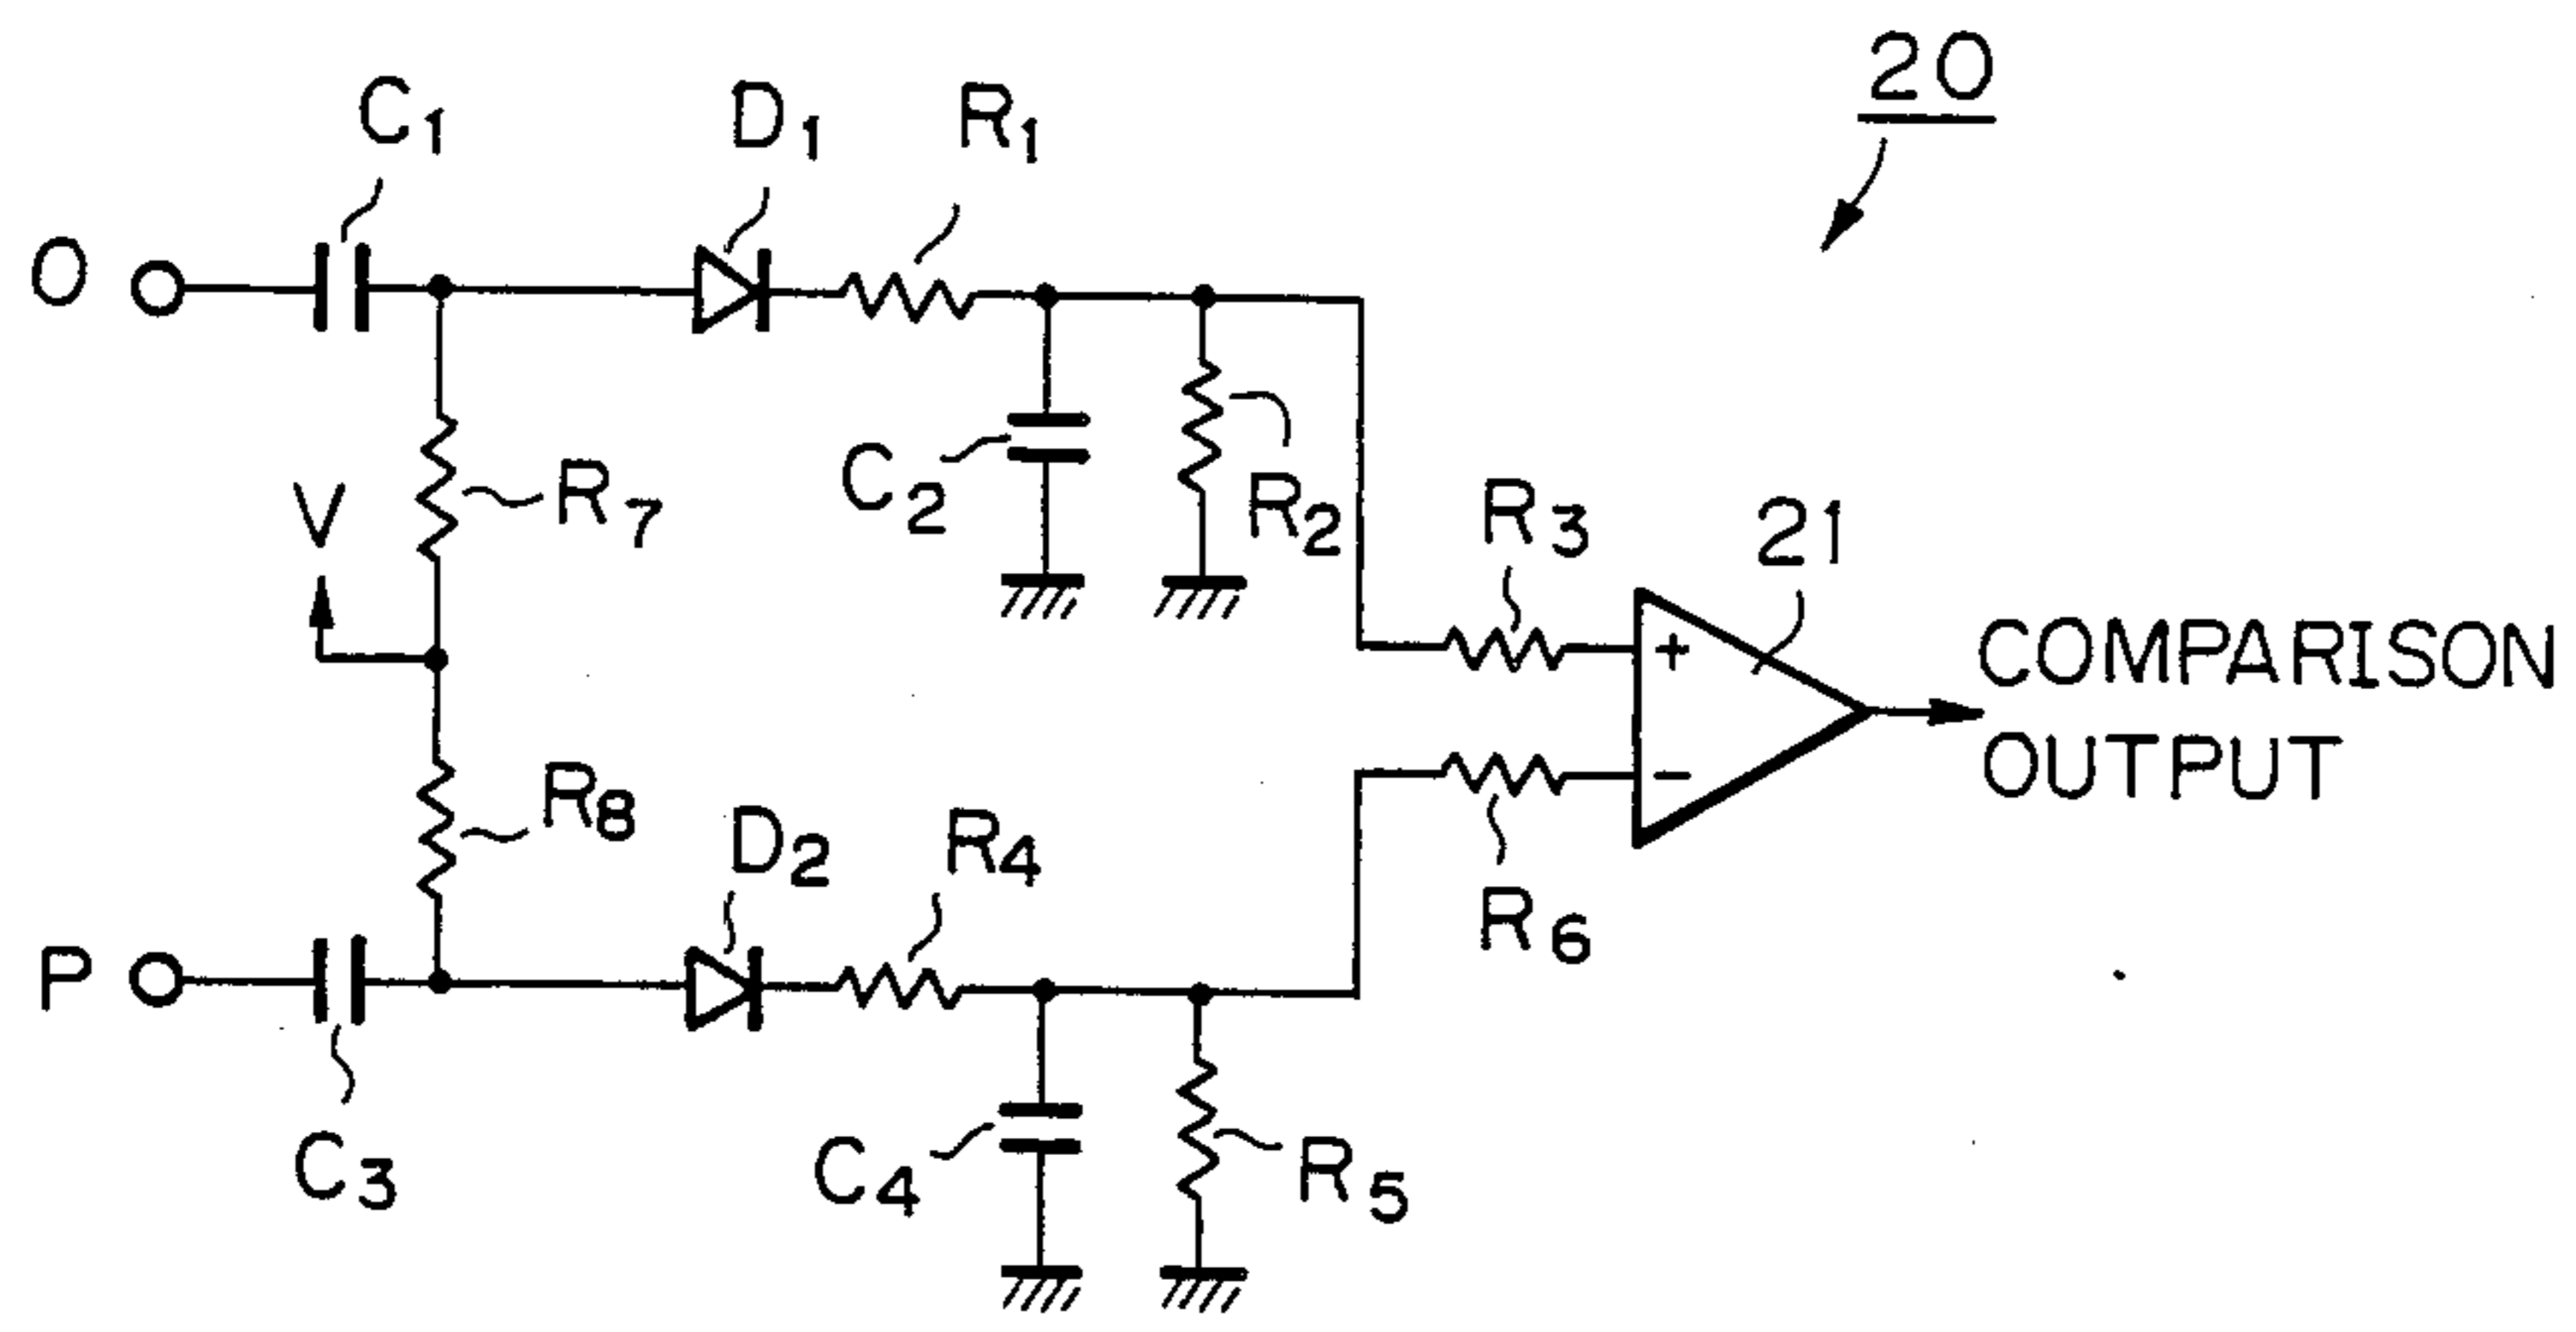 20
C1
D1
R1
O
R7
C2
R2
V
R3
21
+
COMPARISON
OUTPUT
−
R8
D2
R4
R6
P
C3
C4
R5